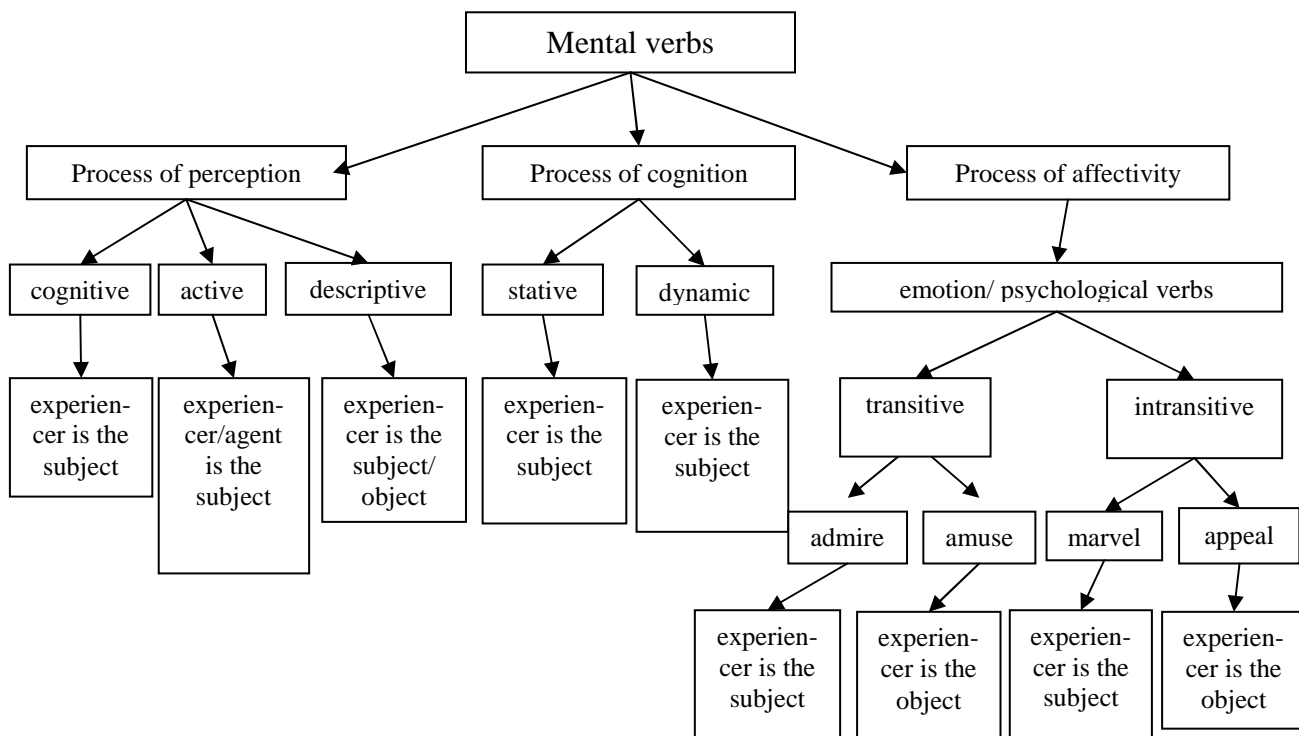 Mental verbs
Process of perception
Process of cognition
Process of affectivity
cognitive
active
descriptive
stative
dynamic
emotion/ psychological verbs
experien-
cer is the
subject
experien-
cer/agent
is the
subject
experien-
cer is the
subject/
object
experien-
cer is the
subject
experien-
cer is the
subject
transitive
intransitive
admire
amuse
marvel
appeal
experien-
cer is the
subject
experien-
cer is the
object
experien-
cer is the
subject
experien-
cer is the
object